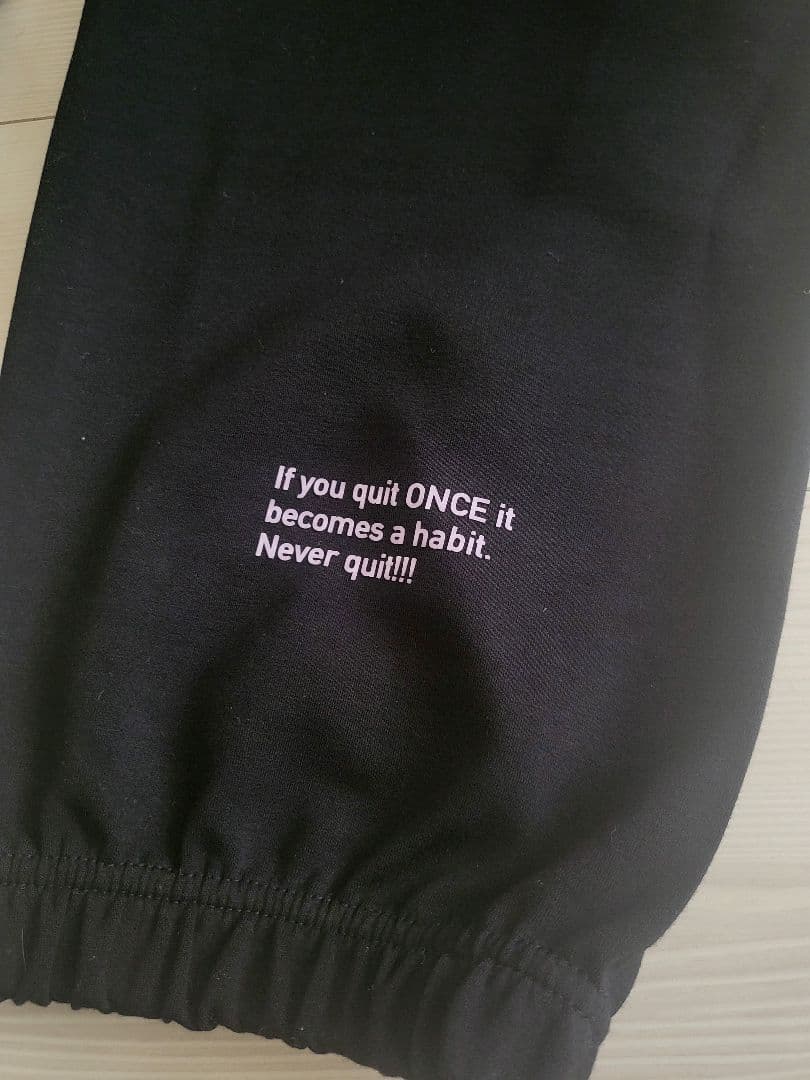 If you quit ONCE it
becomes a habit.
Never quit!!!